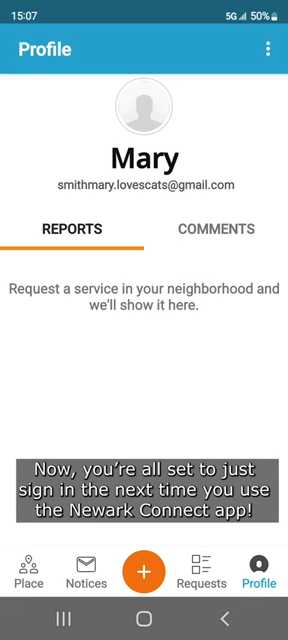 15:07
5G 50%
Profile
Mary
smithmary.lovescats@gmail.com
REPORTS COMMENTS
Request a service in your neighborhood and
we'll show it here.
Now, you're all set to just
sign in the next time you use
the Newark Connect app!
Place Notices Requests Profile